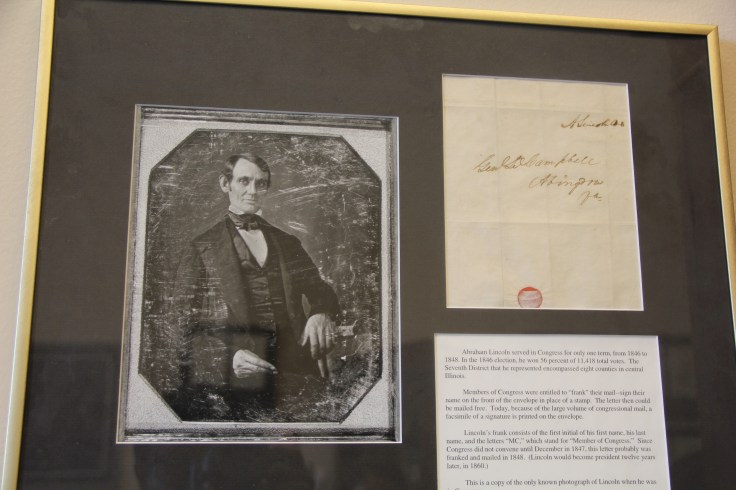 A Lincoln MC
Geo. D. Campbell
Abington
Va.
Abraham Lincoln served in Congress for only one term, from 1846 to
1848. In the 1846 election, he won 56 percent of 11,418 total votes. The
Seventh District that he represented encompassed eight counties in central
Illinois.
Members of Congress were entitled to "frank" their mail--sign their
name on the front of the envelope in place of a stamp. The letter then could
be mailed free. Today, because of the large volume of congressional mail, a
facsimile of a signature is printed on the envelope.
Lincoln's frank consists of the first initial of his first name, his last
name, and the letters "MC," which stand for "Member of Congress." Since
Congress did not convene until December in 1847, this letter probably was
franked and mailed in 1848. (Lincoln would become president twelve years
later, in 1860.)
This is a copy of the only known photograph of Lincoln when he was